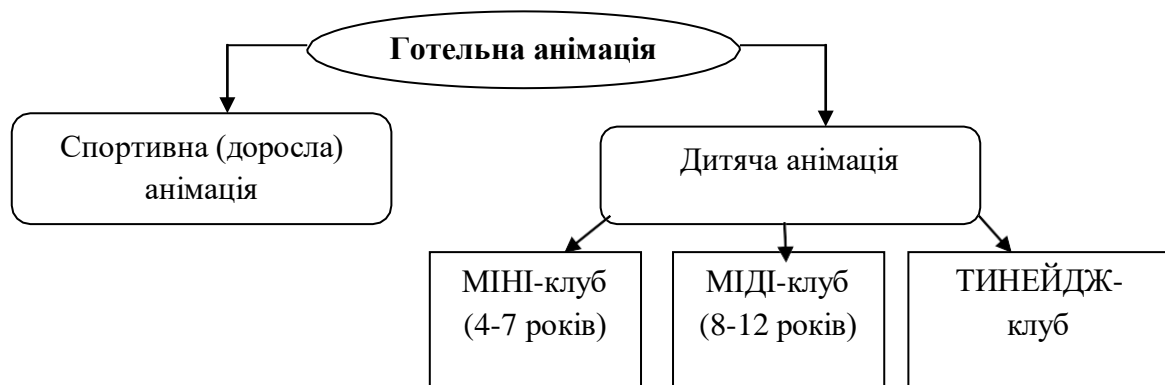 Готельна анімація
Спортивна (доросла)
анімація
Дитяча анімація
МІНІ-клуб
(4-7 років)
МІДІ-клуб
(8-12 років)
ТИНЕЙДЖ-
клуб